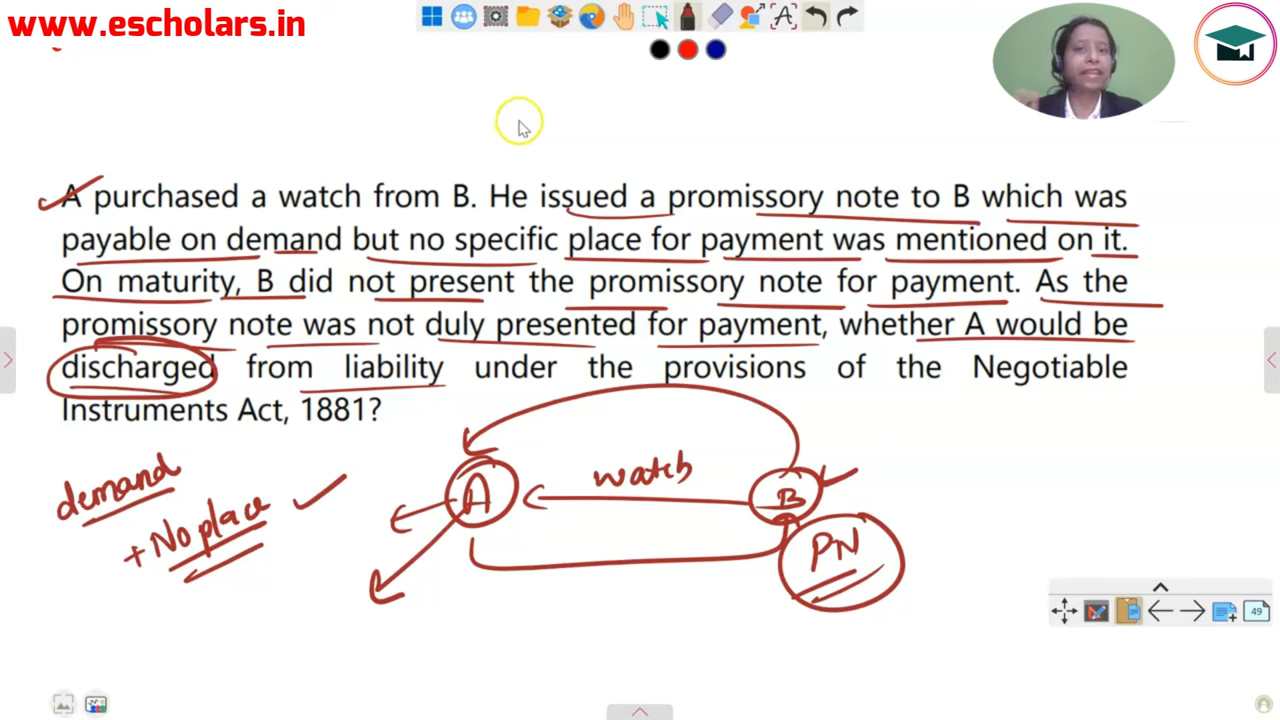 www.escholars.in
A purchased a watch from B. He issued a promissory note to B which was
payable on demand but no specific place for payment was mentioned on it.
On maturity, B did not present the promissory note for payment. As the
promissory note was not duly presented for payment, whether A would be
discharged from liability under the provisions of the Negotiable
Instruments Act, 1881?
demand
+ No place
A
watch
B
PN
49